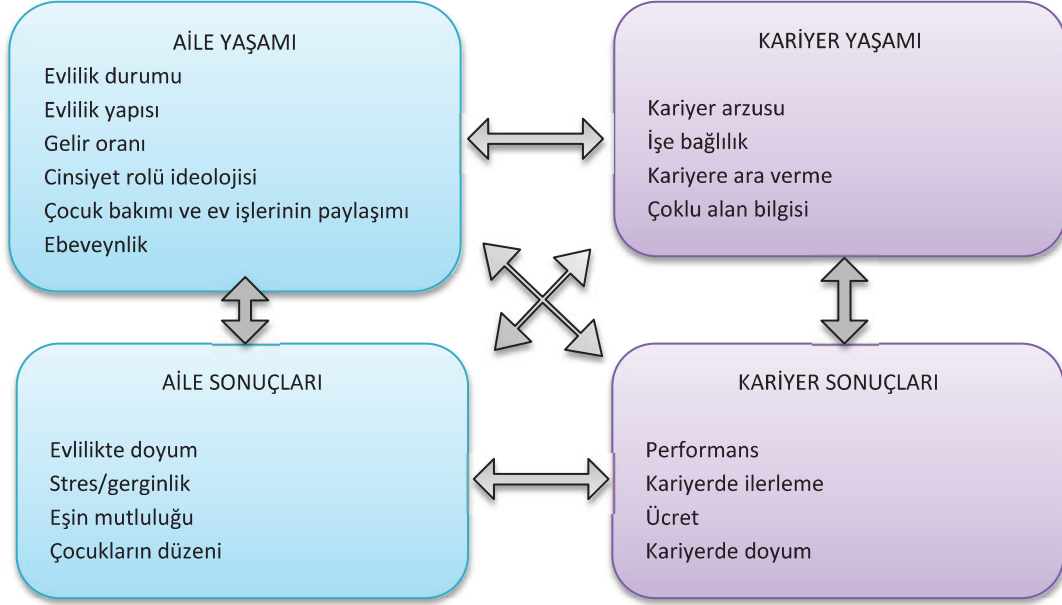 AİLE YAŞAMI
Evlilik durumu
Evlilik yapısı
Gelir oranı
Cinsiyet rolü ideolojisi
Çocuk bakımı ve ev işlerinin paylaşımı
Ebeveynlik
KARİYER YAŞAMI
Kariyer arzusu
İşe bağlılık
Kariyere ara verme
Çoklu alan bilgisi
AİLE SONUÇLARI
Evlilikte doyum
Stres/gerginlik
Eşin mutluluğu
Çocukların düzeni
KARİYER SONUÇLARI
Performans
Kariyerde ilerleme
Ücret
Kariyerde doyum